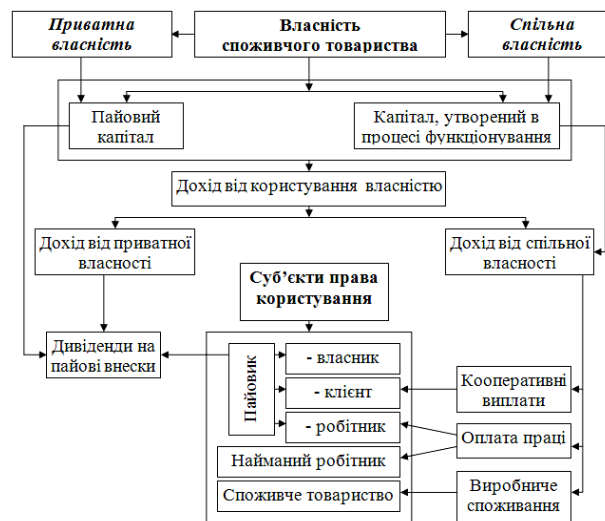 Приватна
власність
Власність
споживчого товариства
Спільна
власність
Пайовий
капітал
Капітал, утворений в
процесі функціонування
Дохід від користування власністю
Дохід від приватної
власності
Дохід від спільної
власності
Суб’єкти права
користування
Дивіденди на
пайові внески
Пайовик
- власник
- клієнт
- робітник
Найманий робітник
Споживче товариство
Кооперативні
виплати
Оплата праці
Виробниче
споживання